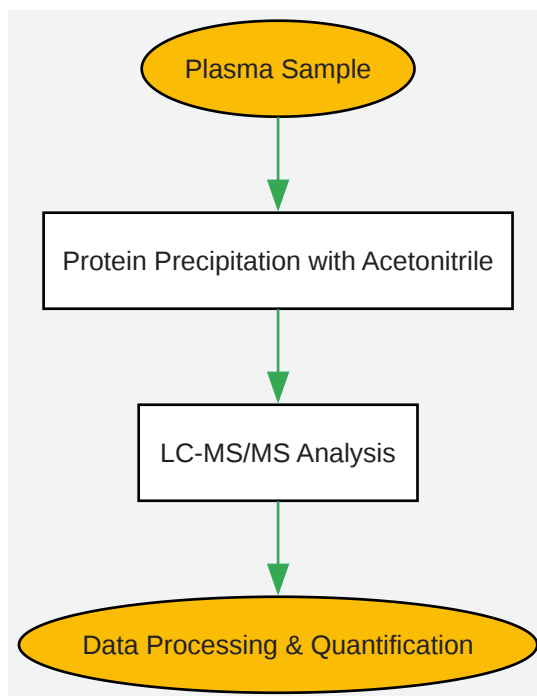 Plasma Sample
Protein Precipitation with Acetonitrile
LC-MS/MS Analysis
Data Processing & Quantification